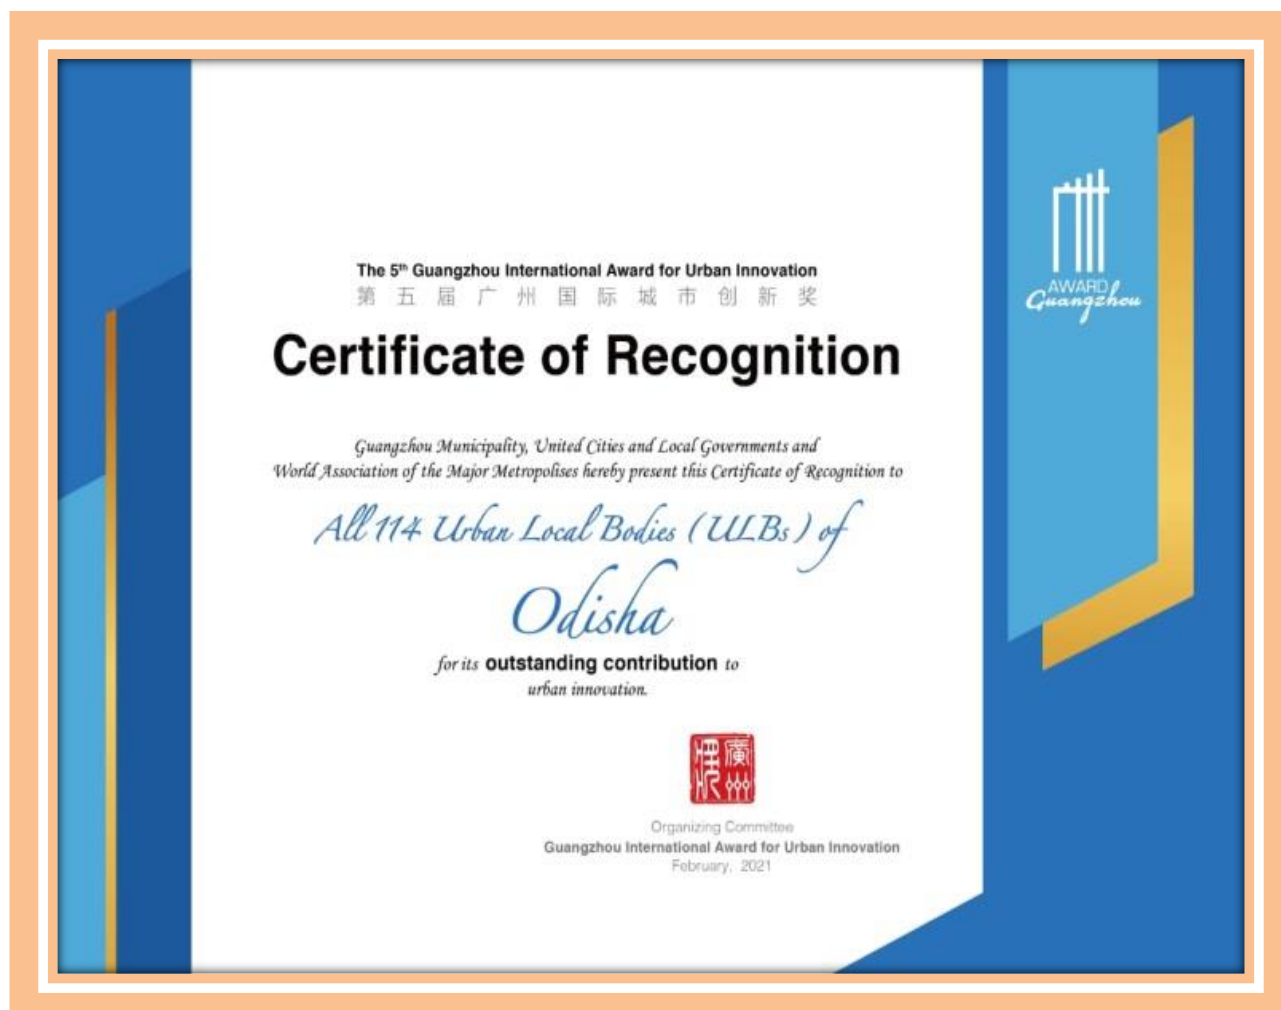 The 5th Guangzhou International Award for Urban Innovation
第五届广州国际城市创新奖
Certificate of Recognition
Guangzhou Municipality, United Cities and Local Governments and
World Association of the Major Metropolises hereby present this Certificate of Recognition to
All 114 Urban Local Bodies (ULBs) of
Odisha
for its outstanding contribution to
urban innovation.
Organizing Committee
Guangzhou International Award for Urban Innovation
February, 2021
AWARD
Guangzhou